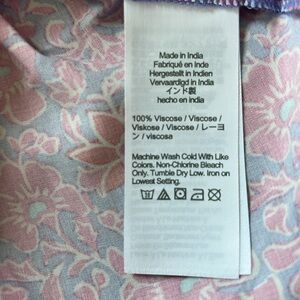 Made in India
Fabriqué en Inde
Hergestellt in Indien
Vervaardigd in India
インド製
hecho en india
100% Viscose / Viscose /
Viskose / Viscose / レーヨ
ン / viscosa
Machine Wash Cold With Like
Colors. Non-Chlorine Bleach
Only. Tumble Dry Low. Iron on
Lowest Setting.